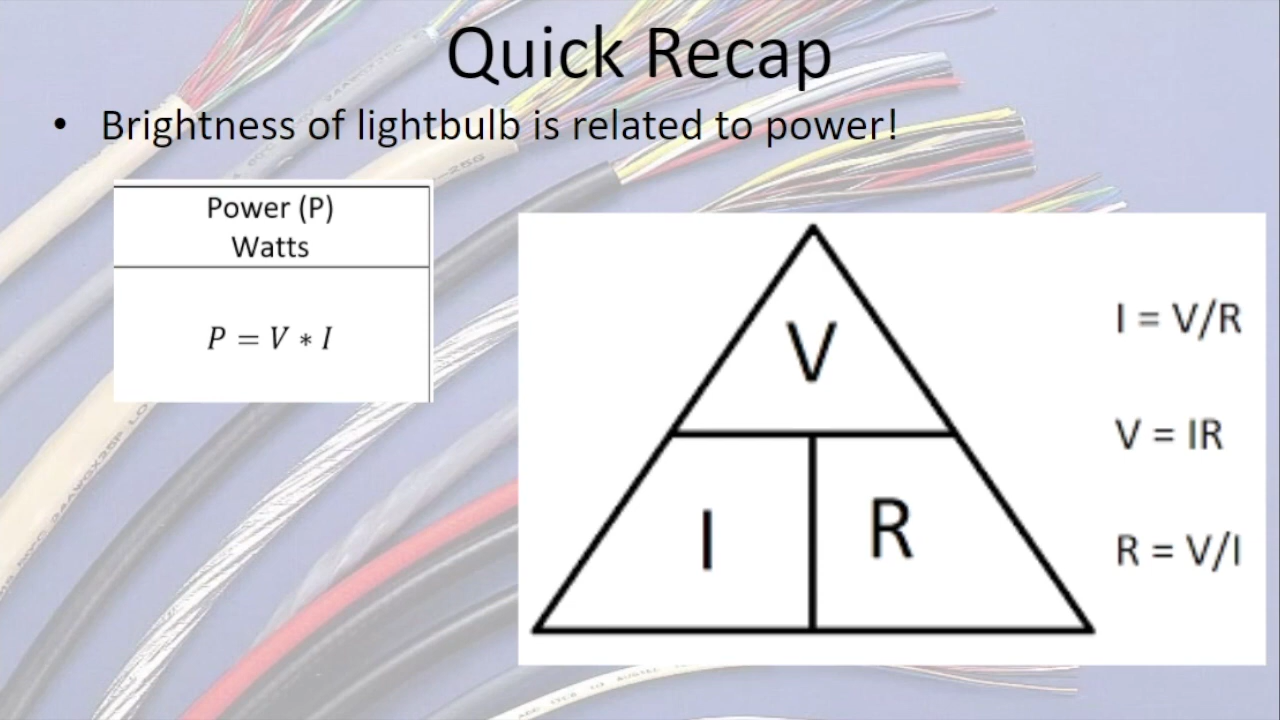 Quick Recap
• Brightness of lightbulb is related to power!
Power (P)
Watts
P = V * I
V
I
R
I = V/R
V = IR
R = V/I